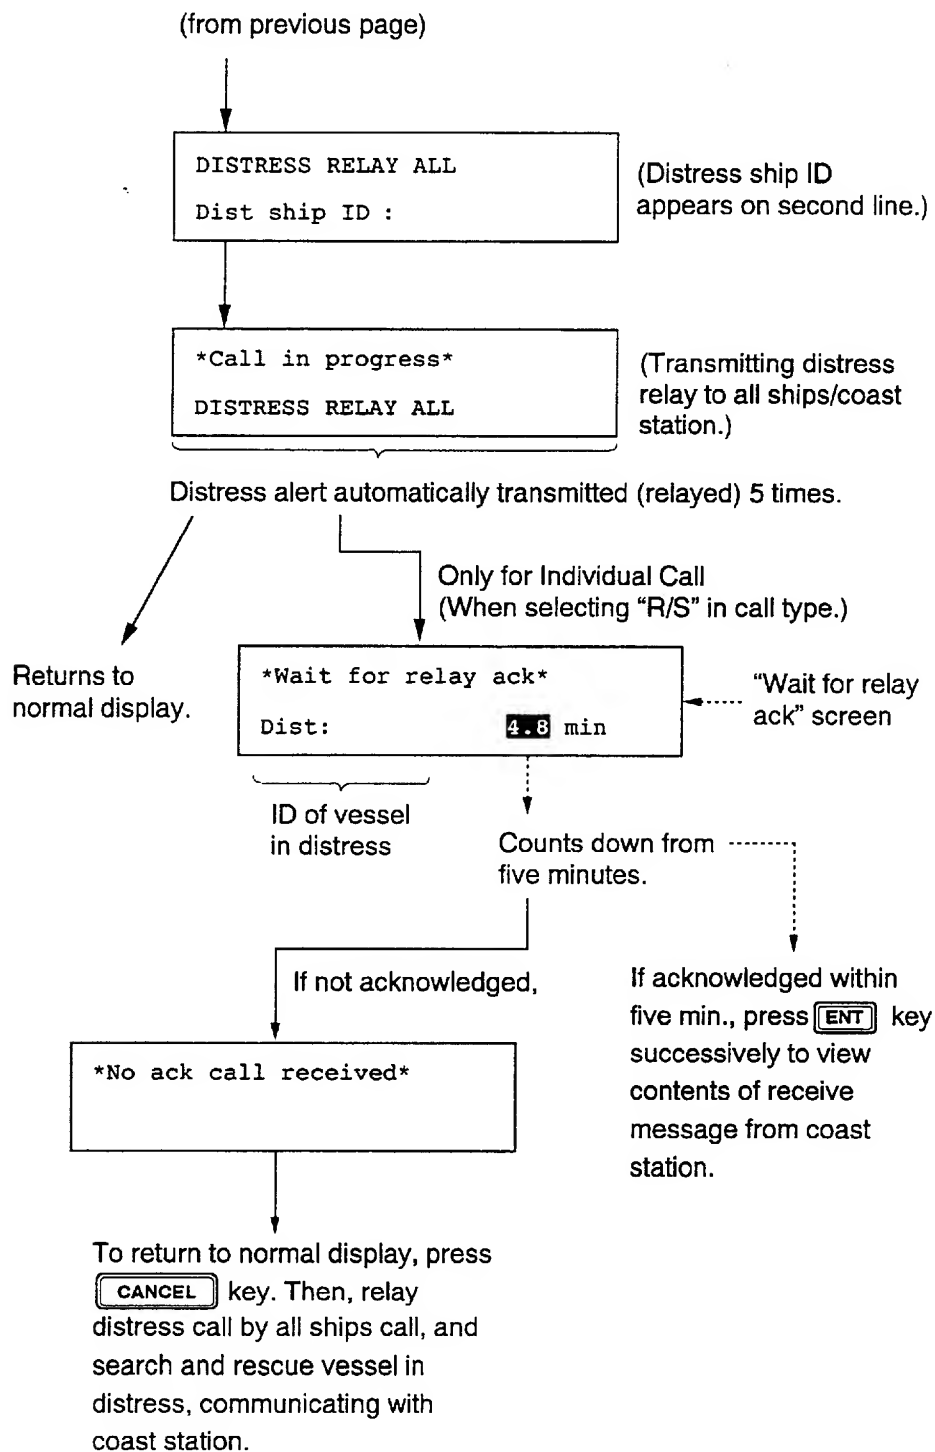 (from previous page)
DISTRESS RELAY ALL
Dist ship ID :
(Distress ship ID
appears on second line.)
*Call in progress*
DISTRESS RELAY ALL
(Transmitting distress
relay to all ships/coast
station.)
Distress alert automatically transmitted (relayed) 5 times.
Only for Individual Call
(When selecting “R/S” in call type.)
Returns to
normal display.
*Wait for relay ack*
Dist: 4.8 min
“Wait for relay
ack” screen
ID of vessel
in distress
Counts down from
five minutes.
If not acknowledged,
If acknowledged within
five min., press ENT key
successively to view
contents of receive
message from coast
station.
*No ack call received*
To return to normal display, press
CANCEL key. Then, relay
distress call by all ships call, and
search and rescue vessel in
distress, communicating with
coast station.